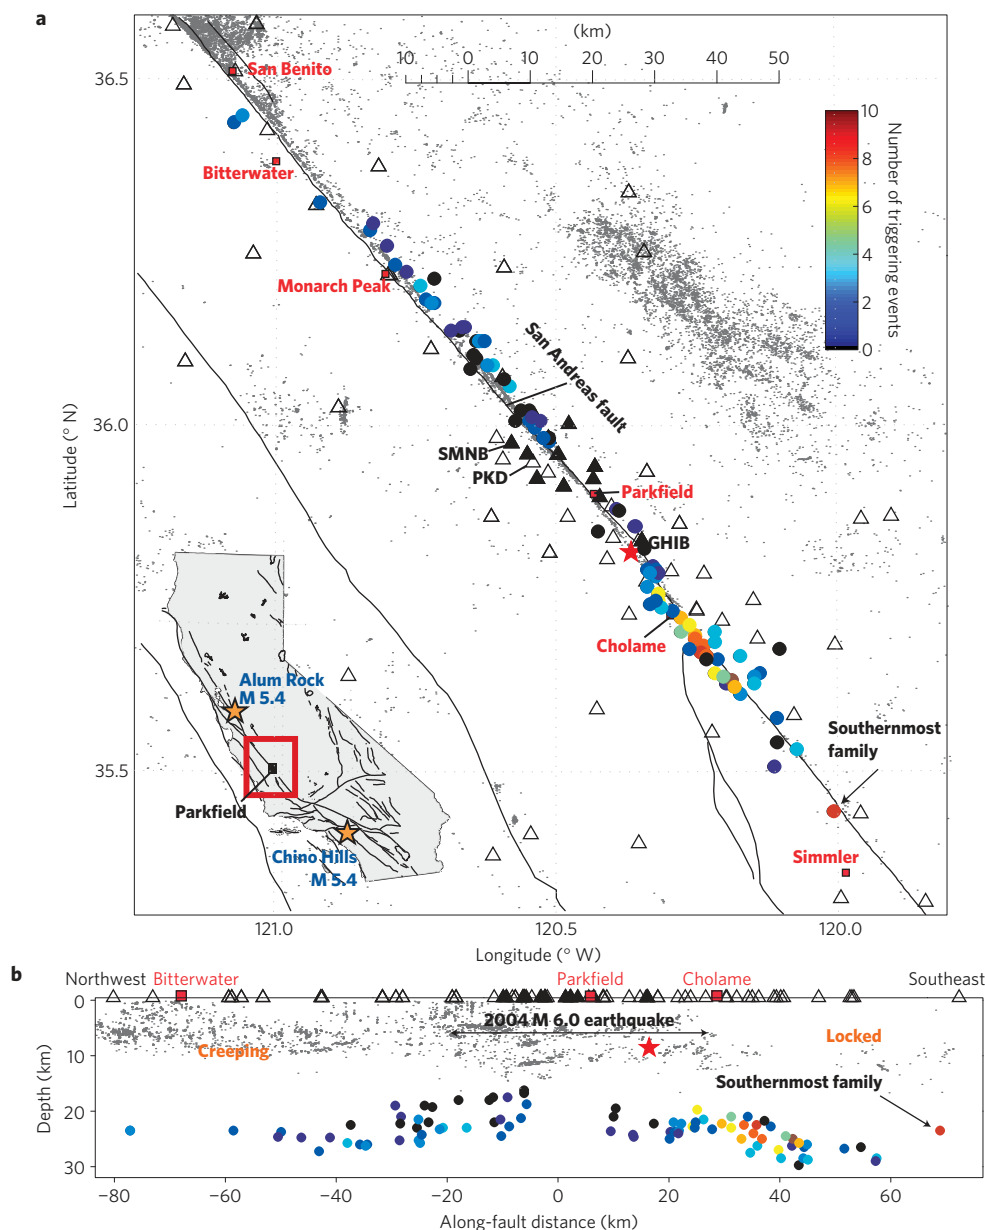 a
(km)
10 0 10 20 30 40 50
36.5
36.0
35.5
Latitude (° N)
San Benito
Bitterwater
Monarch Peak
San Andreas fault
SMNB
PKD
Parkfield
GHIB
Cholame
Southernmost
family
Simmler
10
8
6
4
2
0
Number of triggering events
Alum Rock
M 5.4
Parkfield
Chino Hills
M 5.4
121.0 120.5 120.0
Longitude (° W)
b
Northwest Bitterwater Parkfield Cholame Southeast
0
10
20
30
Depth (km)
2004 M 6.0 earthquake
Creeping
Locked
Southernmost family
−80 −60 −40 −20 0 20 40 60
Along-fault distance (km)